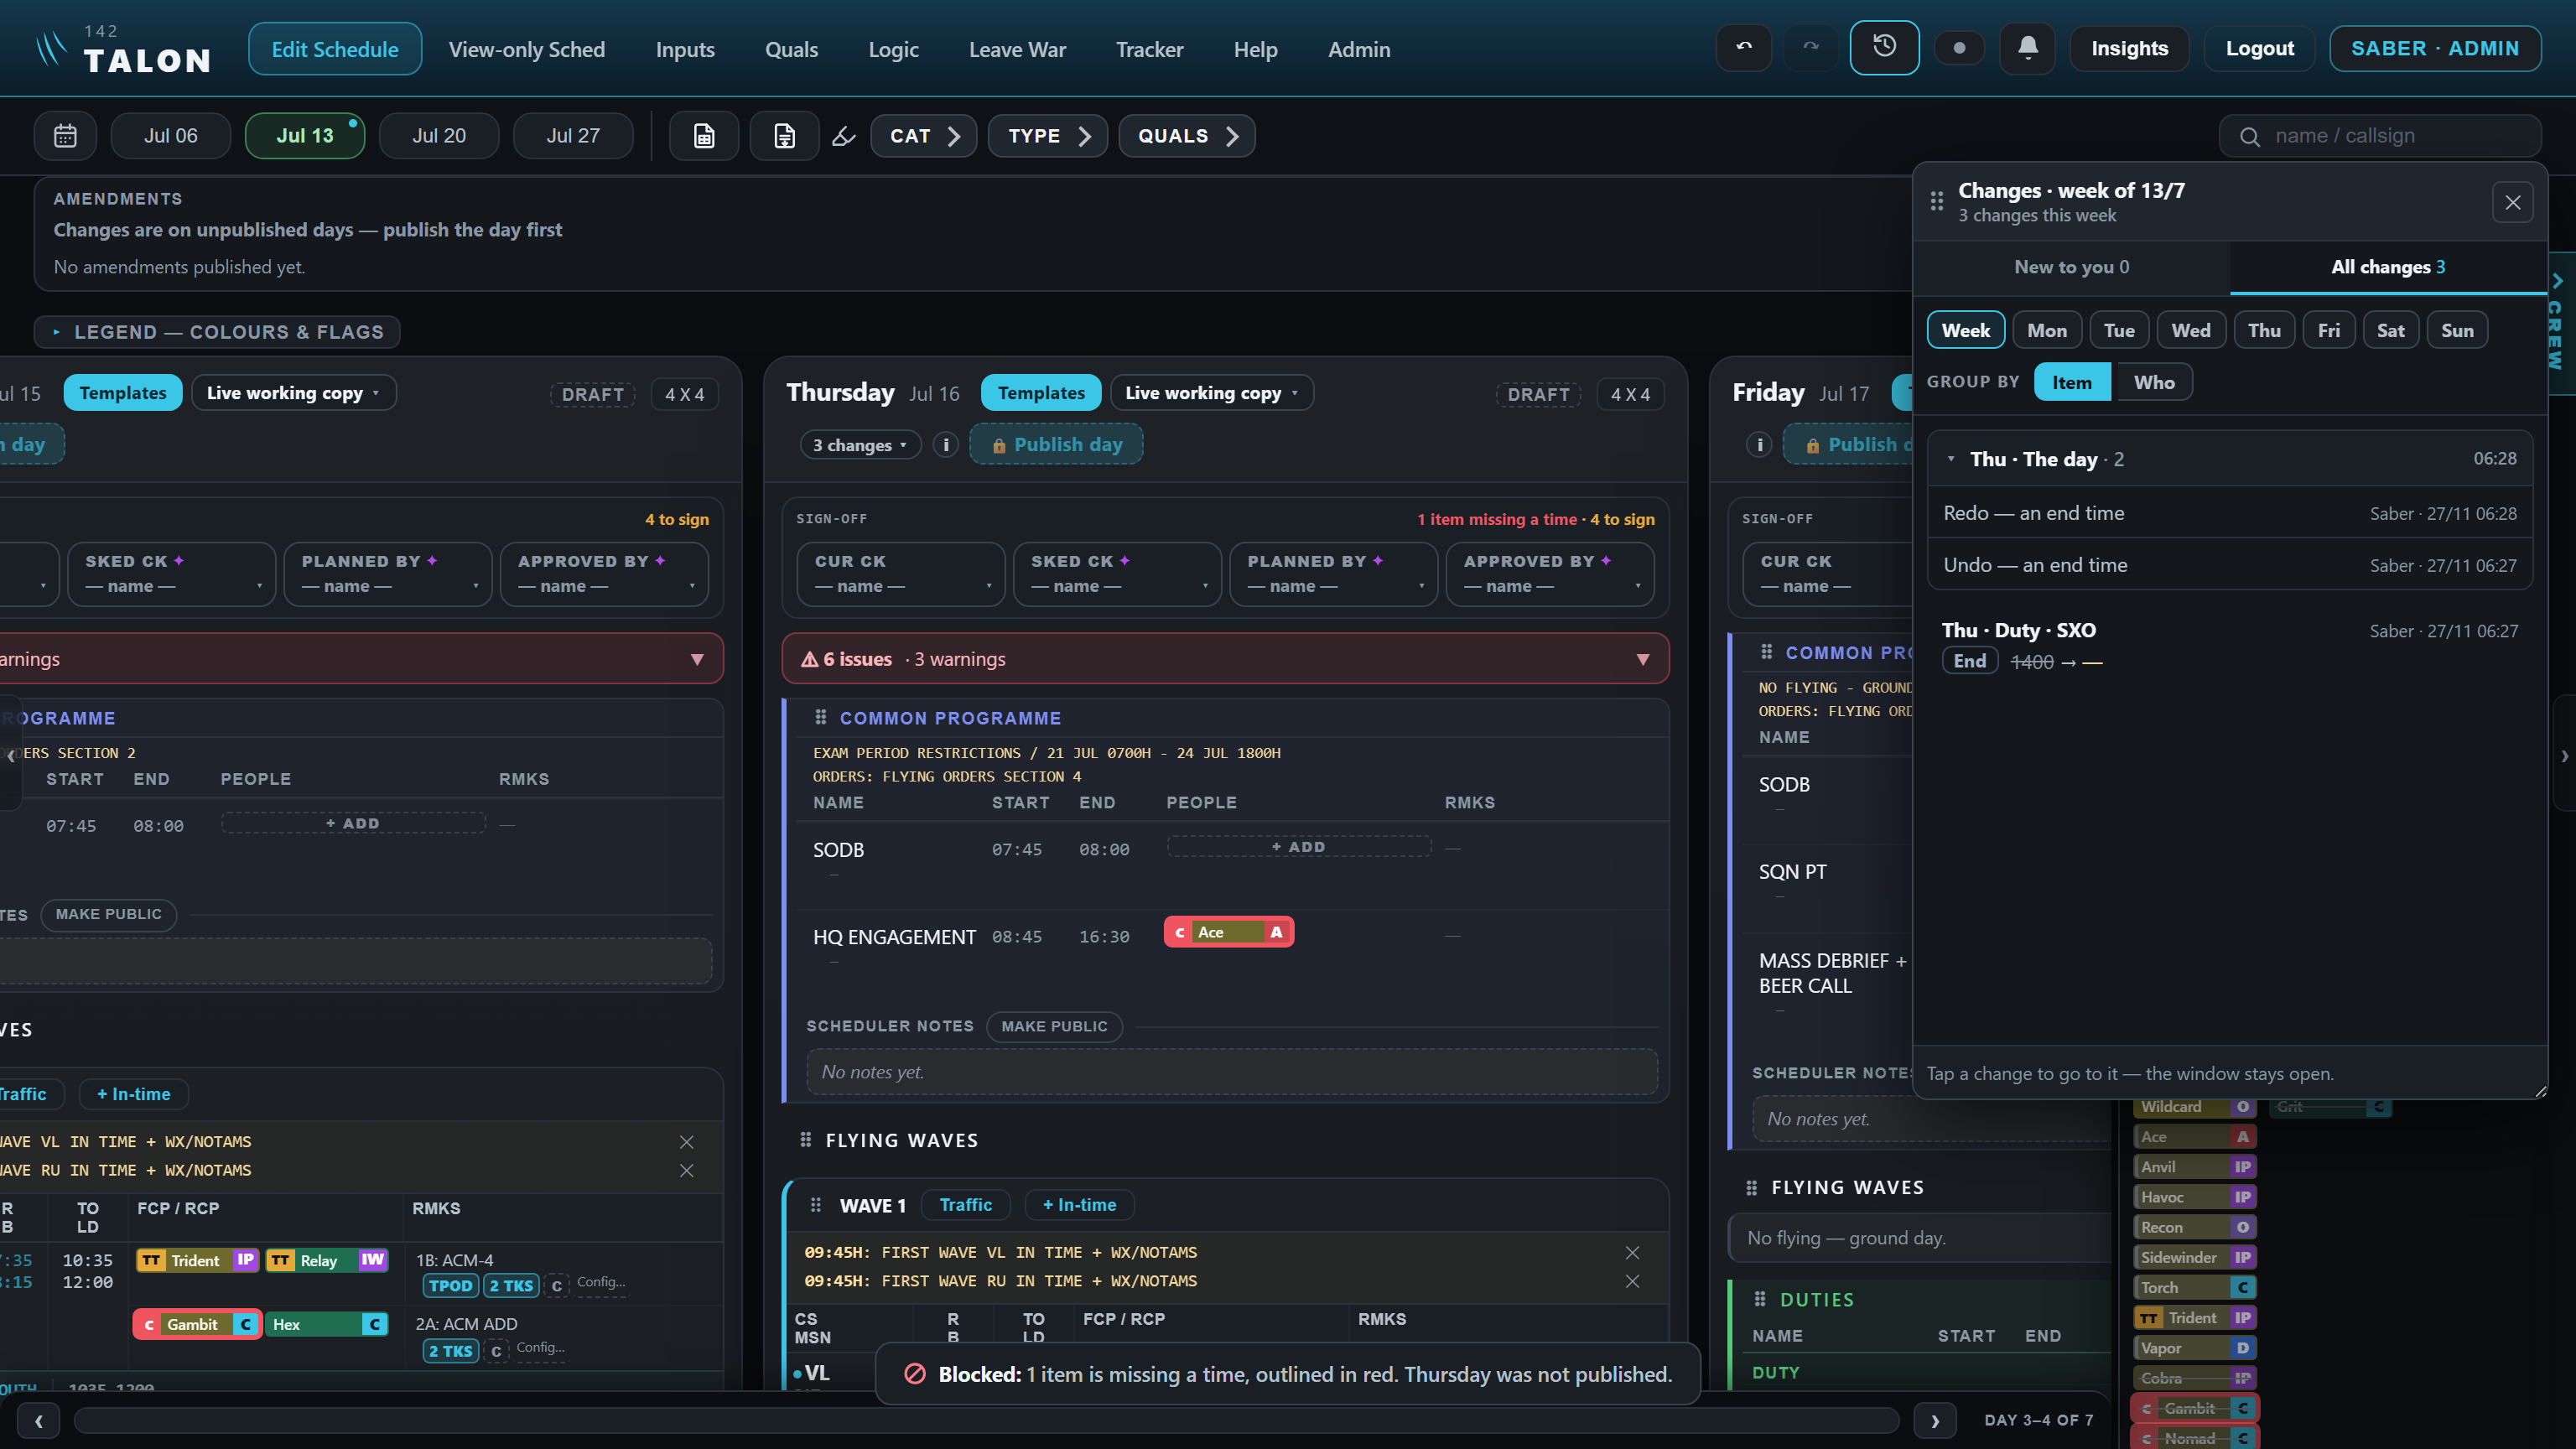 142
TALON
Edit Schedule
View-only Sched
Inputs
Quals
Logic
Leave War
Tracker
Help
Admin
Insights
Logout
SABER · ADMIN
Jul 06
Jul 13
Jul 20
Jul 27
CAT
TYPE
QUALS
name / callsign
AMENDMENTS
Changes are on unpublished days — publish the day first
No amendments published yet.
LEGEND — COLOURS & FLAGS
Jul 15
Templates
Live working copy
DRAFT
4 X 4
day
4 to sign
SKED CK
— name —
PLANNED BY
— name —
APPROVED BY
— name —
START
END
PEOPLE
RMKS
07:45
08:00
+ ADD
—
MAKE PUBLIC
Traffic
+ In-time
WAVE VL IN TIME + WX/NOTAMS
WAVE RU IN TIME + WX/NOTAMS
R
B
TO
LD
FCP / RCP
RMKS
10:35
12:00
TT Trident IP
TT Relay IW
1B: ACM-4
TPOD
2 TKS
C
Config...
C Gambit C
Hex C
2A: ACM ADD
2 TKS
C
Config...
Thursday Jul 16
Templates
Live working copy
DRAFT
4 X 4
3 changes
i
Publish day
SIGN-OFF
1 item missing a time · 4 to sign
CUR CK
— name —
SKED CK
— name —
PLANNED BY
— name —
APPROVED BY
— name —
6 issues · 3 warnings
COMMON PROGRAMME
EXAM PERIOD RESTRICTIONS / 21 JUL 0700H - 24 JUL 1800H
ORDERS: FLYING ORDERS SECTION 4
NAME
START
END
PEOPLE
RMKS
SODB
07:45
08:00
+ ADD
—
—
HQ ENGAGEMENT
08:45
16:30
C Ace A
—
—
SCHEDULER NOTES
MAKE PUBLIC
No notes yet.
FLYING WAVES
WAVE 1
Traffic
+ In-time
09:45H: FIRST WAVE VL IN TIME + WX/NOTAMS
09:45H: FIRST WAVE RU IN TIME + WX/NOTAMS
CS
MSN
R
B
TO
LD
FCP / RCP
RMKS
VL
Friday Jul 17
i
SIGN-OFF
CUR CK
— name —
NAME
SODB
—
SQN PT
—
MASS DEBRIEF +
BEER CALL
—
No notes yet.
FLYING WAVES
No flying — ground day.
DUTIES
NAME
START
END
DUTY
Changes · week of 13/7
3 changes this week
New to you 0
All changes 3
Week
Mon
Tue
Wed
Thu
Fri
Sat
Sun
GROUP BY
Item
Who
Thu · The day · 2
06:28
Redo — an end time
Saber · 27/11 06:28
Undo — an end time
Saber · 27/11 06:27
Thu · Duty · SXO
Saber · 27/11 06:27
End
1400 → —
Tap a change to go to it — the window stays open.
CREW
Wildcard O
Grit C
Ace A
Anvil IP
Havoc IP
Recon O
Sidewinder IP
Torch C
TT Trident IP
Vapor D
Cobra IP
C Gambit C
C Nomad C
Blocked: 1 item is missing a time, outlined in red. Thursday was not published.
DAY 3–4 OF 7